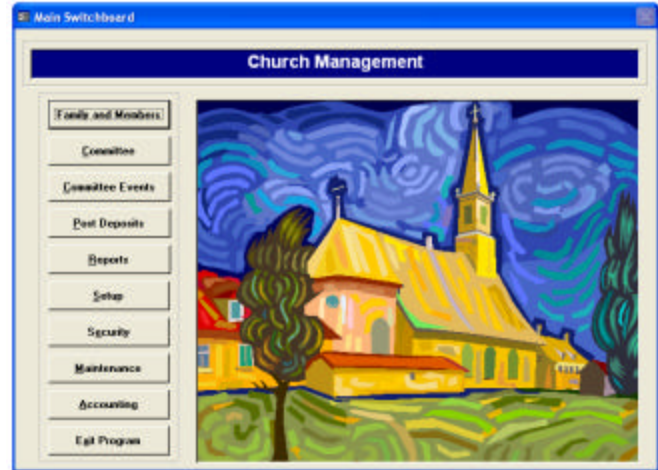 Main Switchboard
Church Management
Family and Members
Committee
Committee Events
Post Deposits
Reports
Setup
Security
Maintenance
Accounting
Exit Program